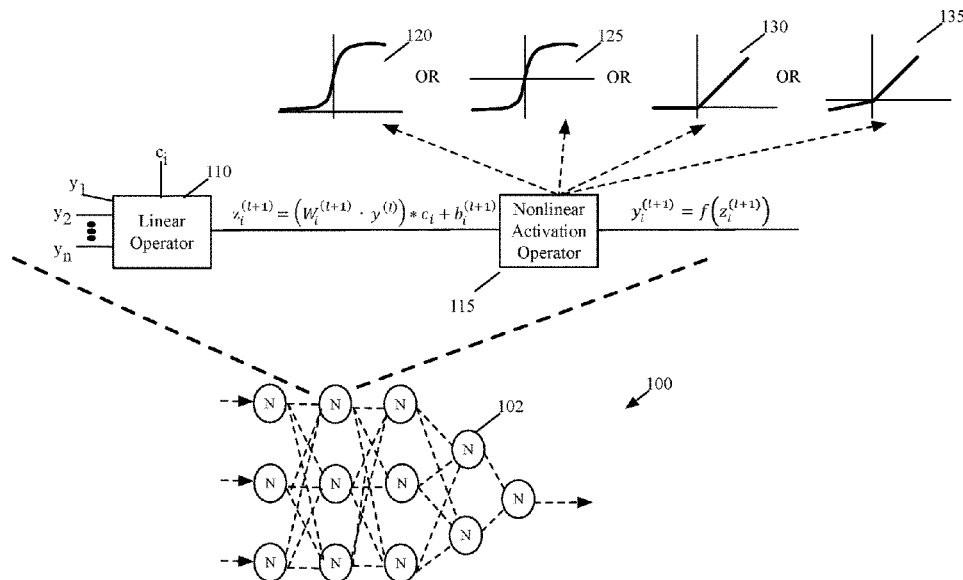 120
OR
125
OR
130
OR
135
c_i
110
y_1
y_2
y_n
Linear
Operator
z_i^{(l+1)} = (W_i^{(l+1)} · y^{(l)}) * c_i + b_i^{(l+1)}
Nonlinear
Activation
Operator
y_i^{(l+1)} = f(z_i^{(l+1)})
115
100
102
N N N
N
N N N
N
N
N N N